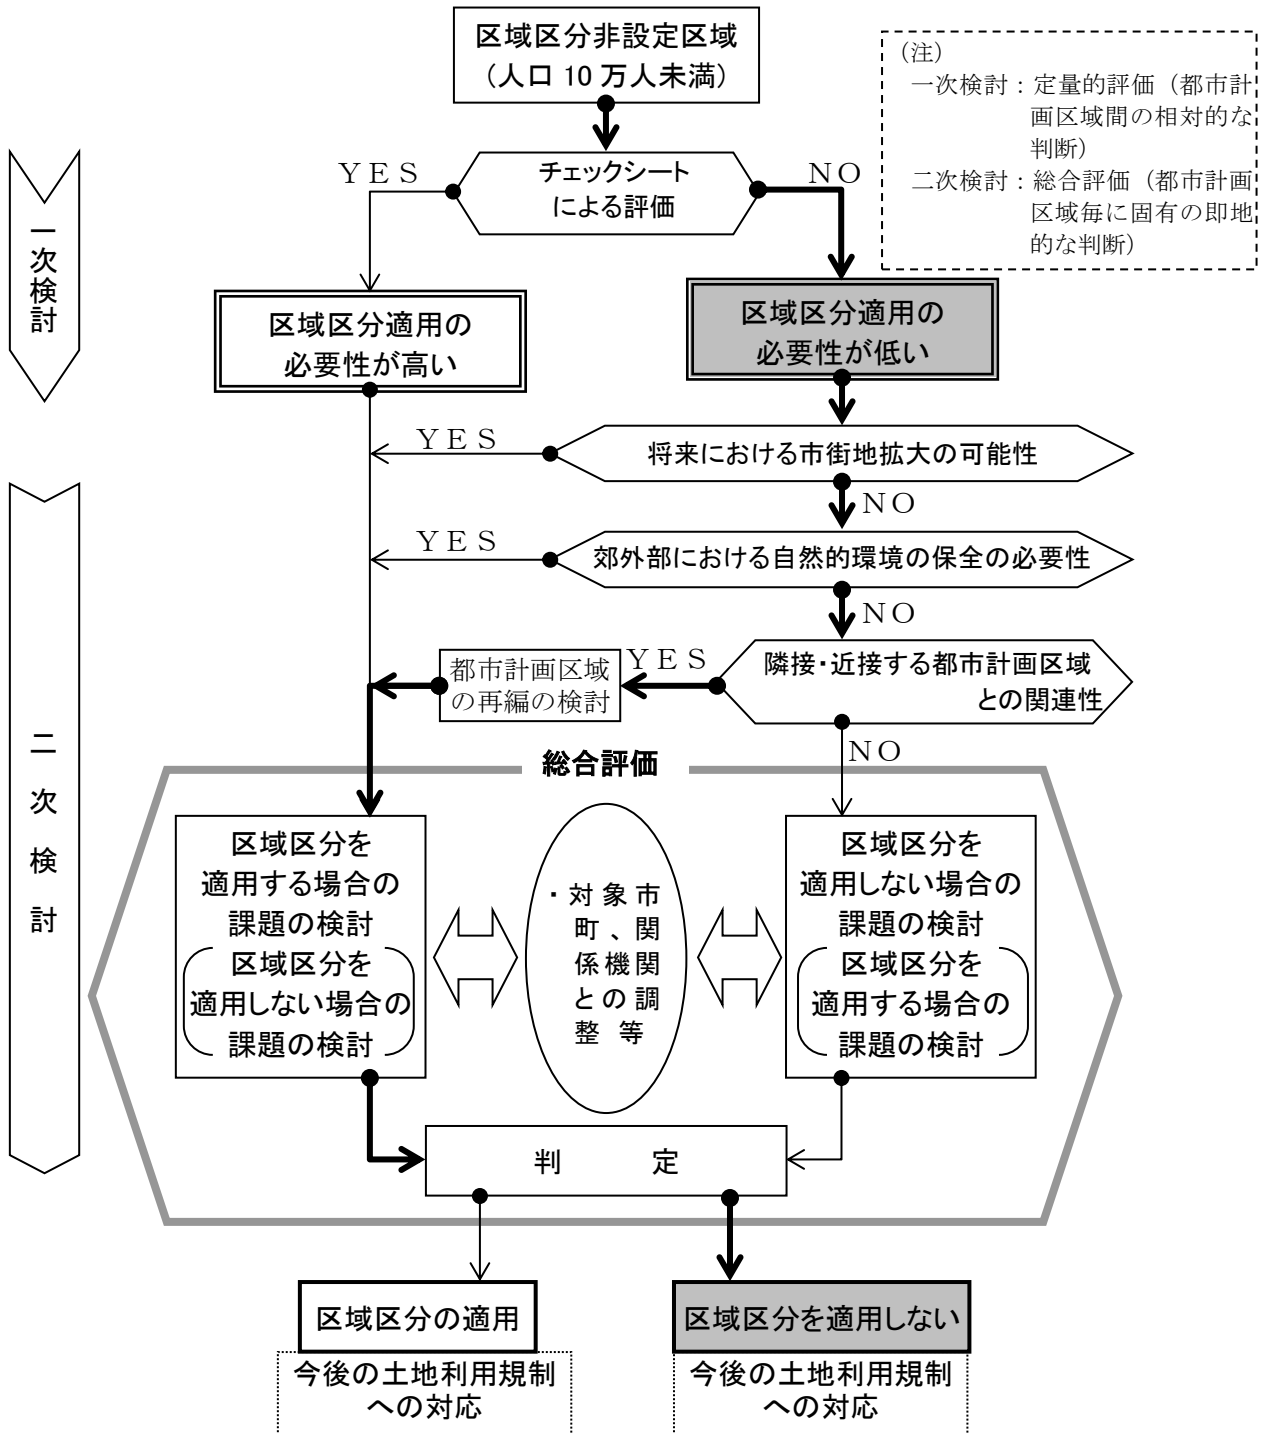 区域区分非設定区域
（人口 10 万人未満）
（注）
一次検討：定量的評価（都市計
画区域間の相対的な
判断）
二次検討：総合評価（都市計画
区域毎に固有の即地
的な判断）
一次検討
チェックシート
による評価
ＹＥＳ
ＮＯ
区域区分適用の
必要性が高い
区域区分適用の
必要性が低い
二次検討
ＹＥＳ
将来における市街地拡大の可能性
ＮＯ
ＹＥＳ
郊外部における自然的環境の保全の必要性
ＮＯ
都市計画区域
の再編の検討
ＹＥＳ
隣接・近接する都市計画区域
との関連性
ＮＯ
総合評価
区域区分を
適用する場合の
課題の検討
区域区分を
適用しない場合の
課題の検討
・対象市
町、関
係機関
との調
整等
区域区分を
適用しない場合の
課題の検討
区域区分を
適用する場合の
課題の検討
判　　定
区域区分の適用
今後の土地利用規制
への対応
区域区分を適用しない
今後の土地利用規制
への対応